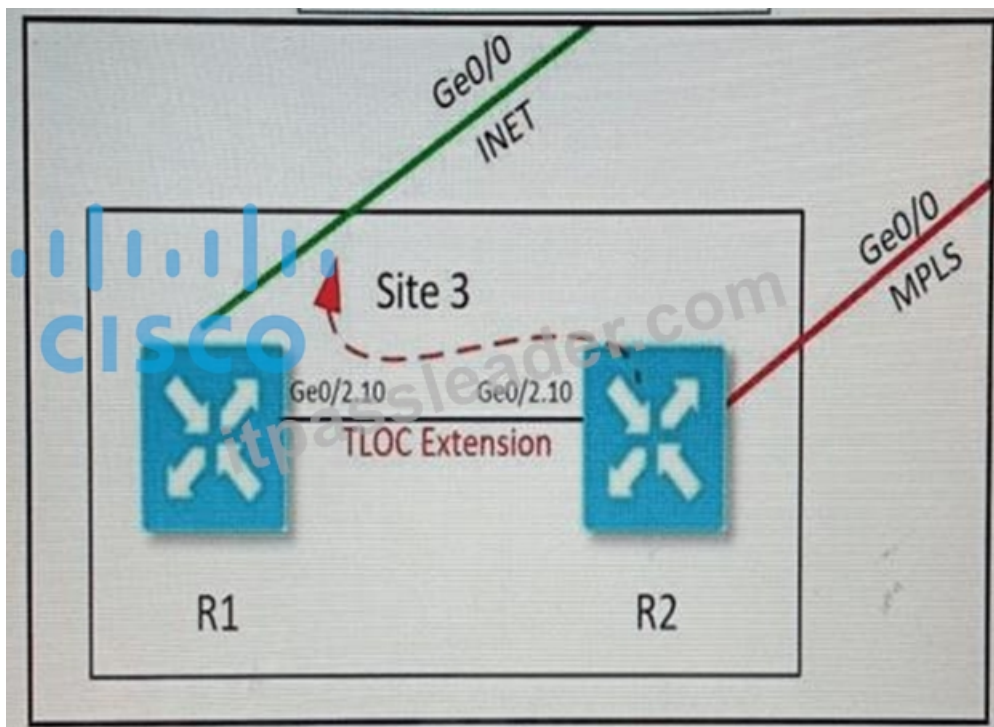 Ge0/0
INET
Ge0/0
MPLS
Site 3
CISCO
Ge0/2.10
Ge0/2.10
TLOC Extension
itpassleader.com
R1
R2